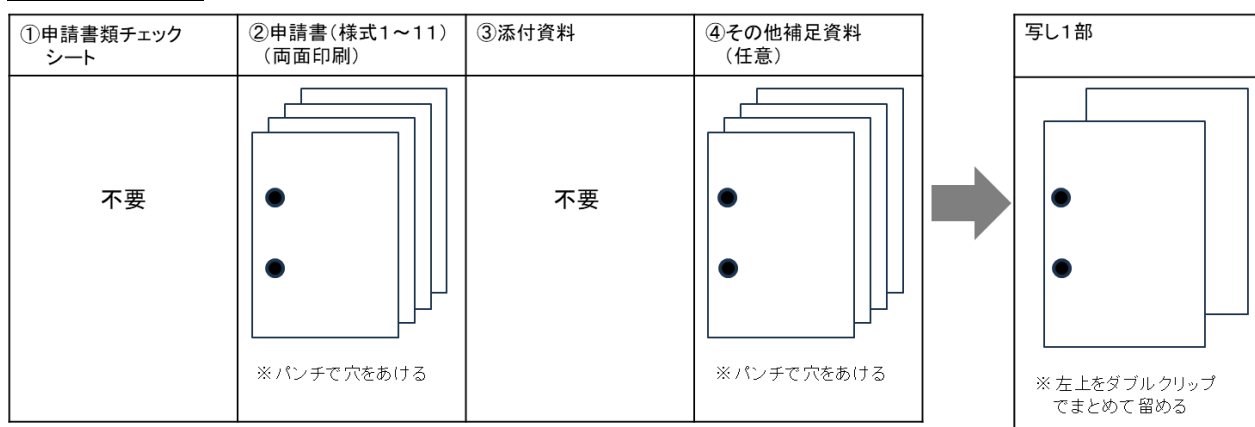 ①申請書類チェック
シート
②申請書（様式1～11）
（両面印刷）
③添付資料
④その他補足資料
（任意）
写し1部
不要
不要
※パンチで穴をあける
※パンチで穴をあける
※左上をダブルクリップ
でまとめて留める